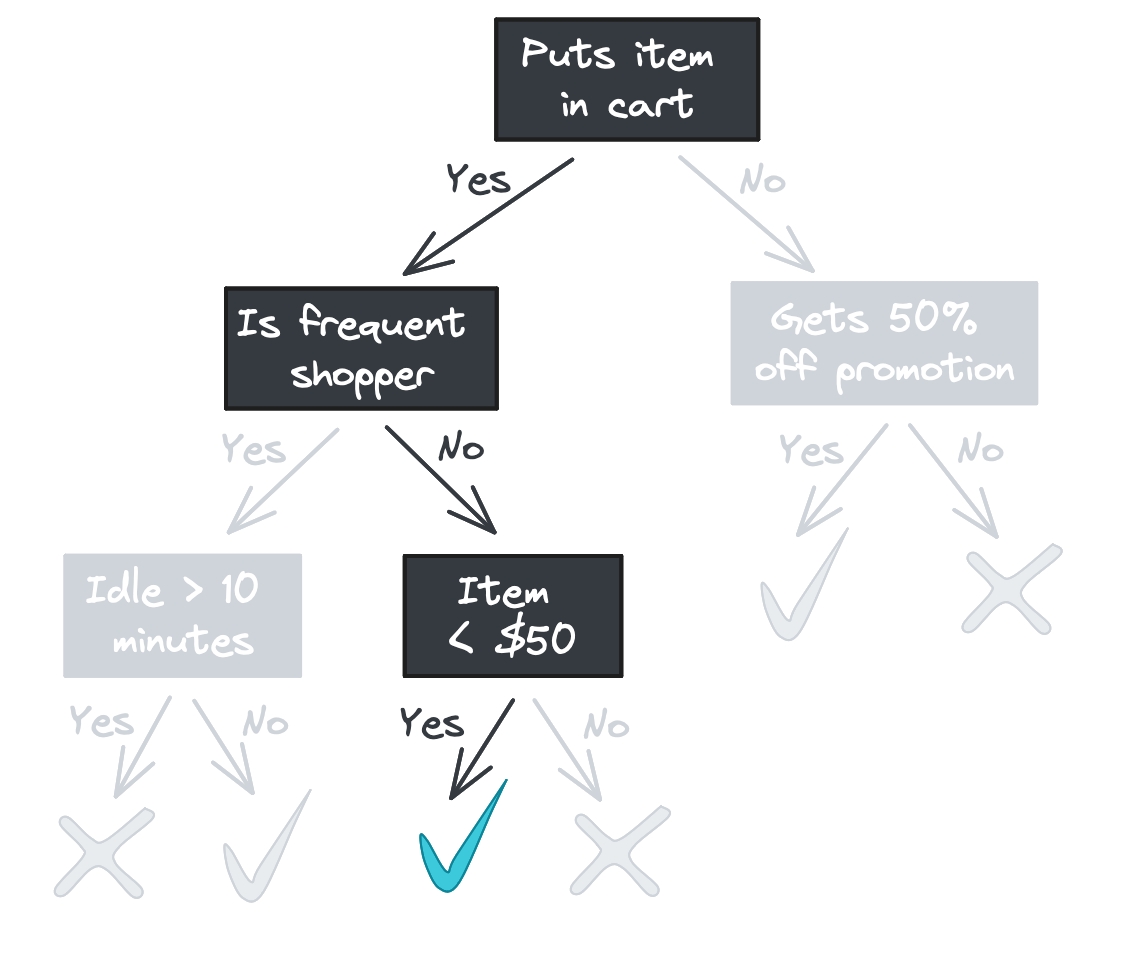 Puts item
in cart
Yes
No
Is frequent
shopper
Gets 50%
off promotion
Yes
No
Yes
No
Idle > 10
minutes
Item
< $50
Yes
No
Yes
No